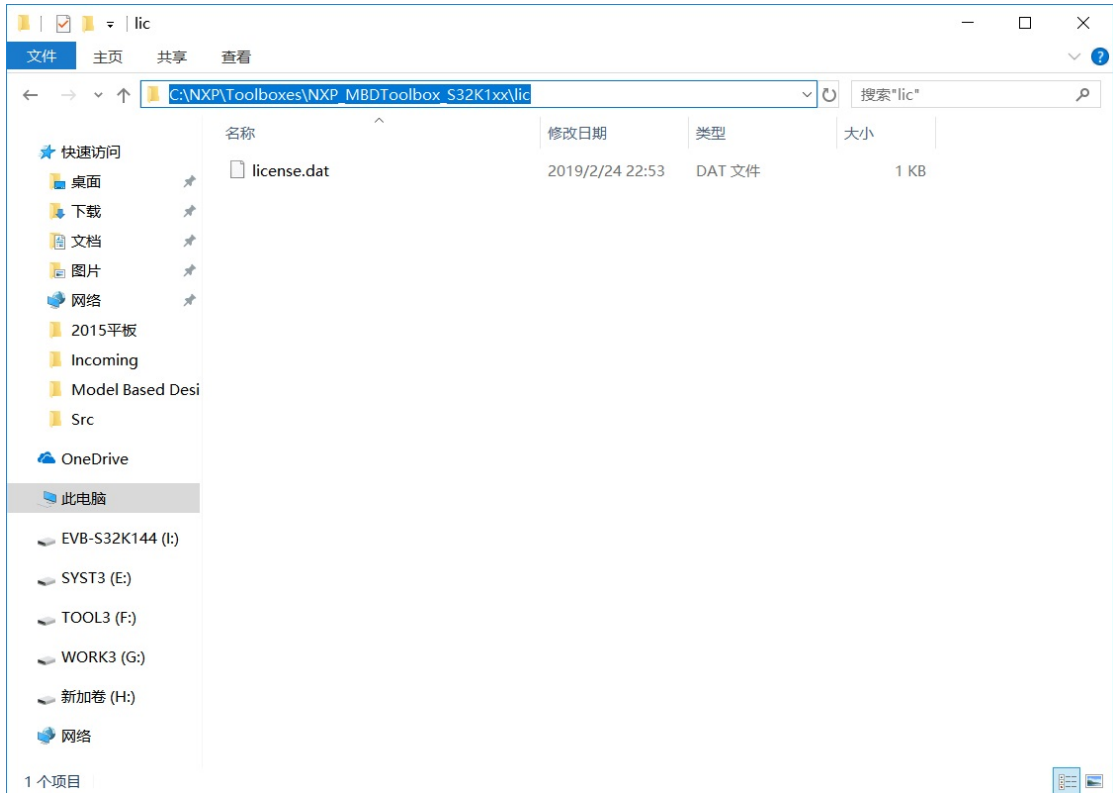 lic
文件 主页 共享 查看
C:\NXP\Toolboxes\NXP_MBDToolbox_S32K1xx\lic
搜索"lic"
名称 修改日期 类型 大小
license.dat 2019/2/24 22:53 DAT 文件 1 KB
快速访问
桌面
下载
文档
图片
网络
2015平板
Incoming
Model Based Desi
Src
OneDrive
此电脑
EVB-S32K144 (I:)
SYST3 (E:)
TOOL3 (F:)
WORK3 (G:)
新加卷 (H:)
网络
1 个项目